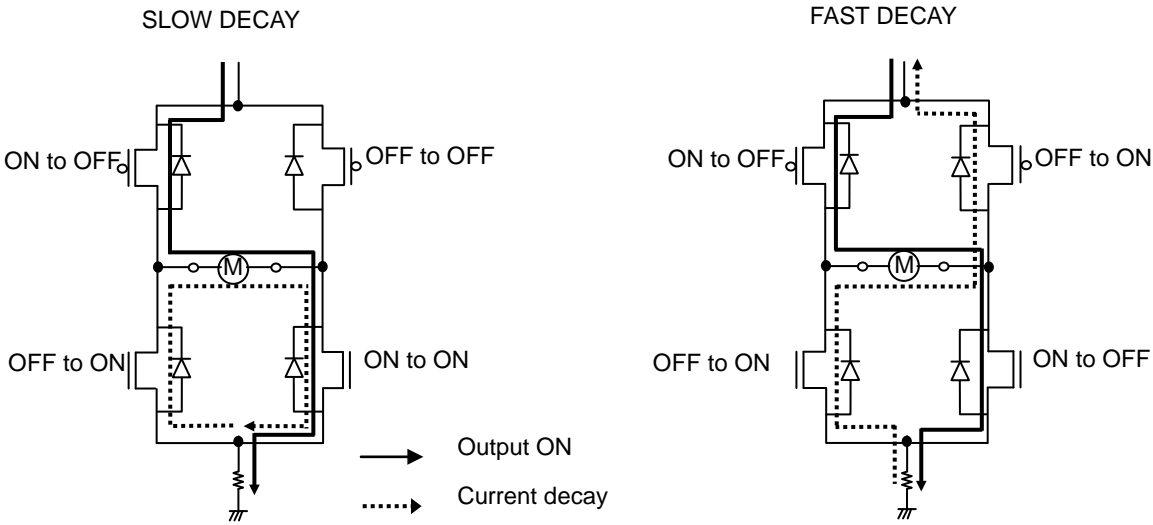 SLOW DECAY
FAST DECAY
ON to OFF
OFF to OFF
ON to OFF
OFF to ON
M
M
OFF to ON
ON to ON
OFF to ON
ON to OFF
Output ON
Current decay